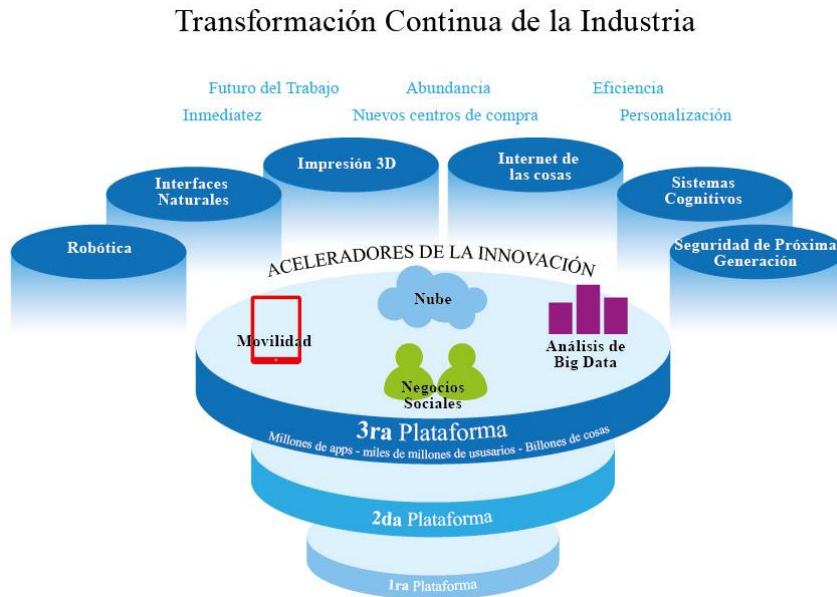 Transformación Continua de la Industria
Futuro del Trabajo
Abundancia
Eficiencia
Inmediatez
Nuevos centros de compra
Personalización
Impresión 3D
Internet de
las cosas
Interfaces
Naturales
Sistemas
Cognitivos
Robótica
Seguridad de Próxima
Generación
ACELERADORES DE LA INNOVACIÓN
Nube
Movilidad
Análisis de
Big Data
Negocios
Sociales
3ra Plataforma
Millones de apps - miles de millones de ususarios - Billones de cosas
2da Plataforma
1ra Plataforma